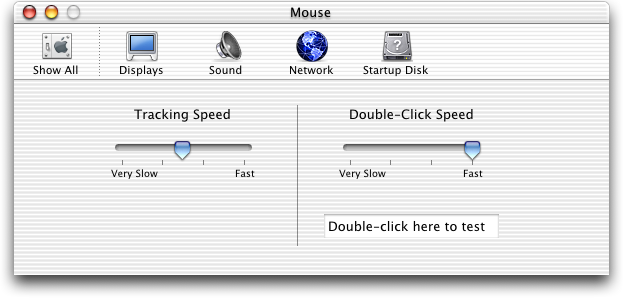 Mouse
Show All
Displays
Sound
Network
Startup Disk
Tracking Speed
Double-Click Speed
Very Slow
Fast
Very Slow
Fast
Double-click here to test